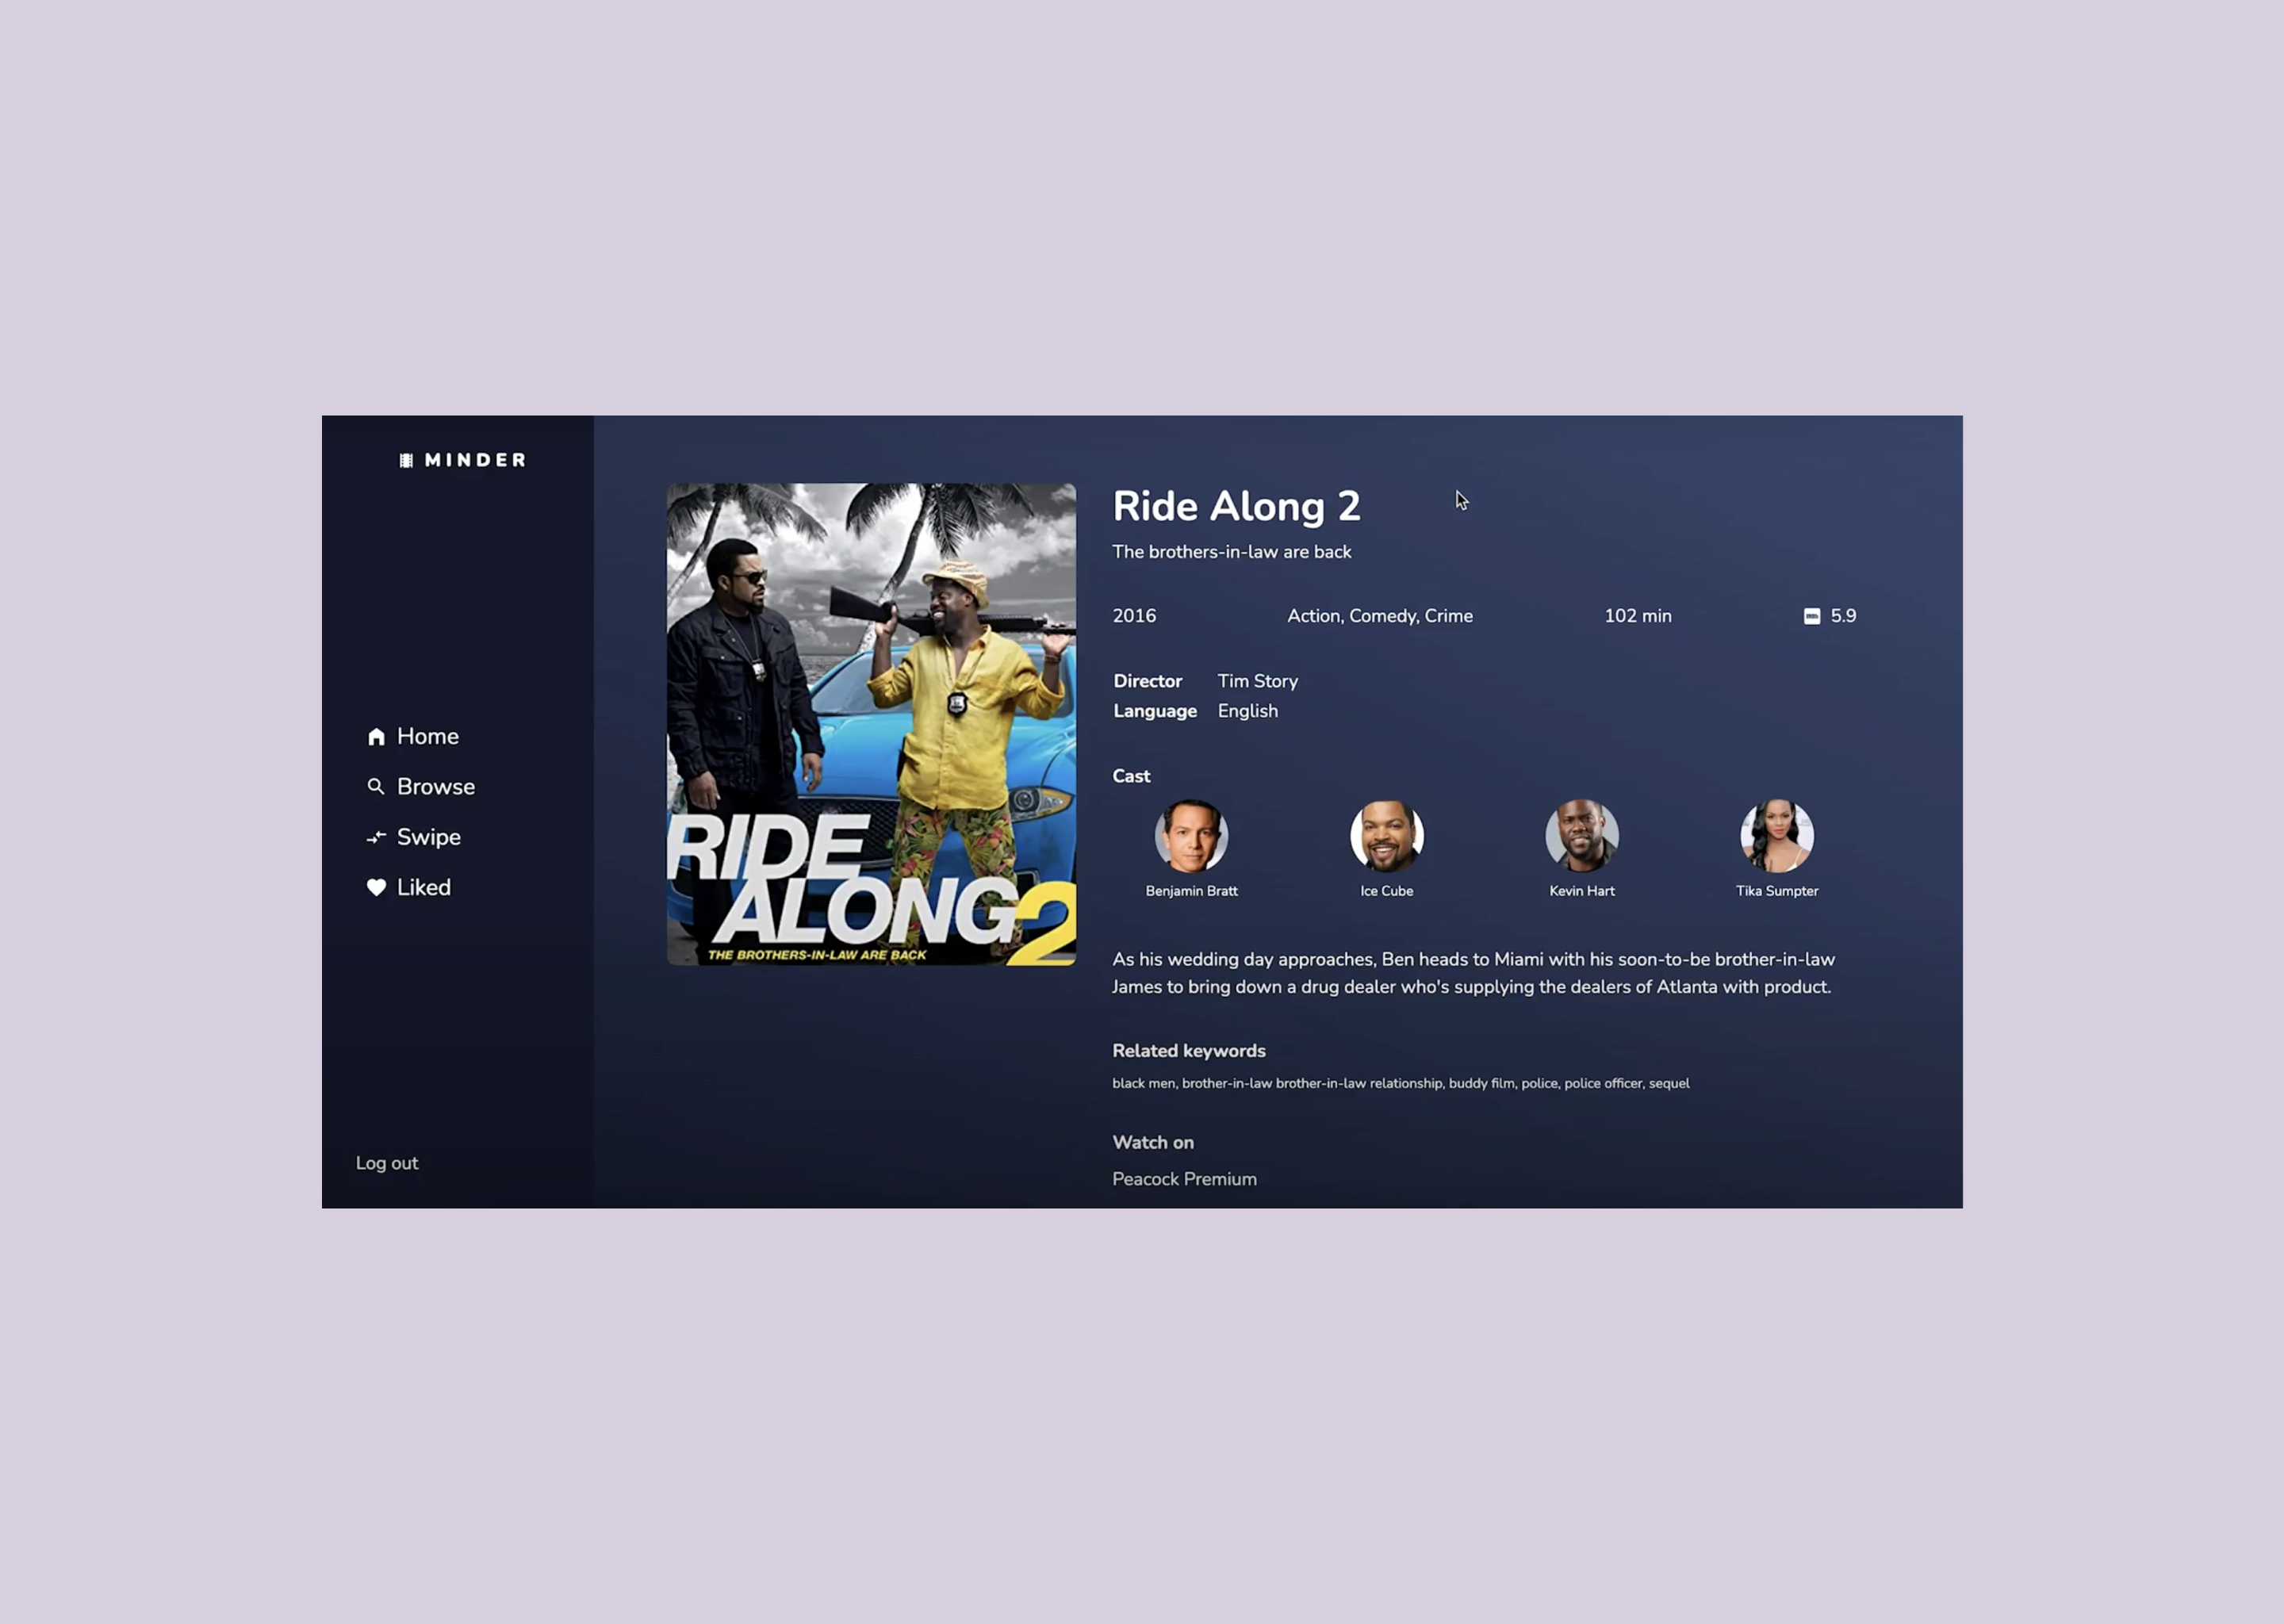 MINDER
Home
Browse
Swipe
Liked
Log out
RIDE
ALONG2
THE BROTHERS-IN-LAW ARE BACK
Ride Along 2
The brothers-in-law are back
2016 Action, Comedy, Crime 102 min 5.9
Director Tim Story
Language English
Cast
Benjamin Bratt Ice Cube Kevin Hart Tika Sumpter
As his wedding day approaches, Ben heads to Miami with his soon-to-be brother-in-law
James to bring down a drug dealer who's supplying the dealers of Atlanta with product.
Related keywords
black men, brother-in-law brother-in-law relationship, buddy film, police, police officer, sequel
Watch on
Peacock Premium